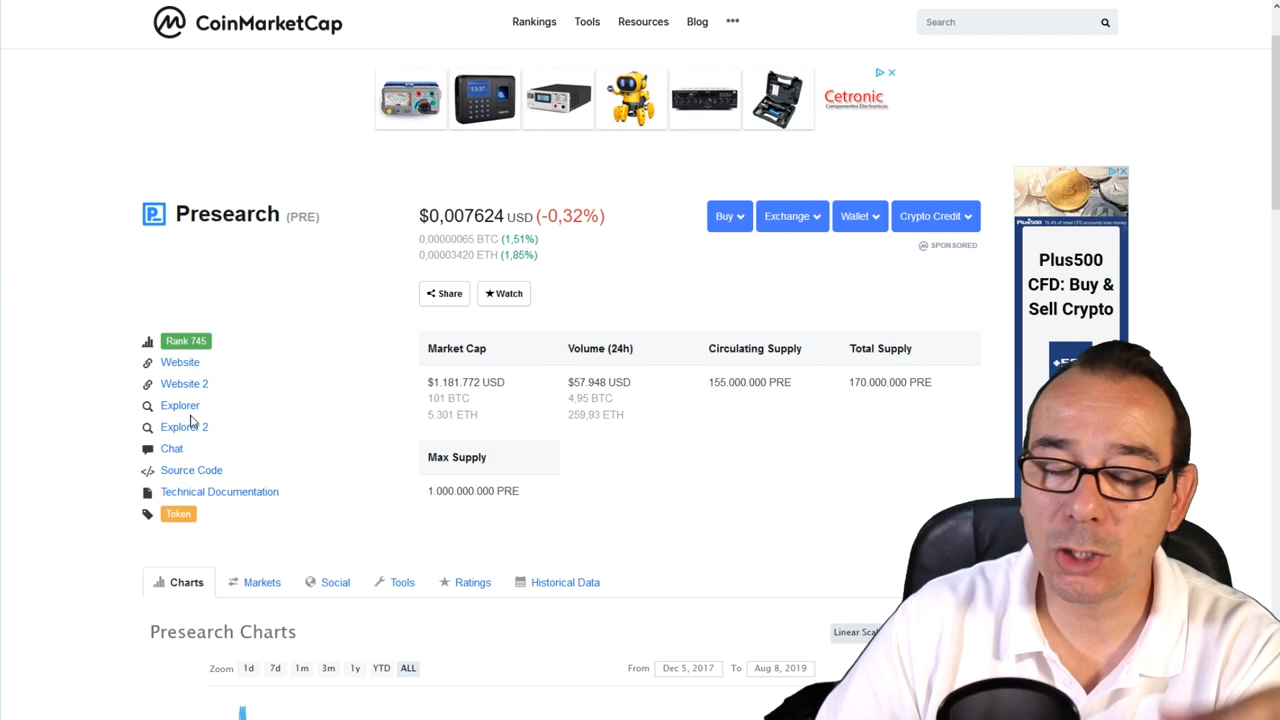 CoinMarketCap
Rankings Tools Resources Blog •••
Search
Cetronic
Componentes Electronicos
Presearch (PRE)
$0,007624 USD (-0,32%)
0,00000065 BTC (1,51%)
0,00003420 ETH (1,85%)
Buy Exchange Wallet Crypto Credit
SPONSORED
Share Watch
Rank 745
Website
Website 2
Explorer
Explorer 2
Chat
Source Code
Technical Documentation
Token
Market Cap Volume (24h) Circulating Supply Total Supply
$1.181.772 USD $57.948 USD 155.000.000 PRE 170.000.000 PRE
101 BTC 4,95 BTC
5.301 ETH 259,93 ETH
Max Supply
1.000.000.000 PRE
Plus500
Plus500 CFD: Buy &
Sell Crypto
Charts Markets Social Tools Ratings Historical Data
Presearch Charts
Linear
Zoom 1d 7d 1m 3m 1y YTD ALL
From Dec 5, 2017 To Aug 8, 2019